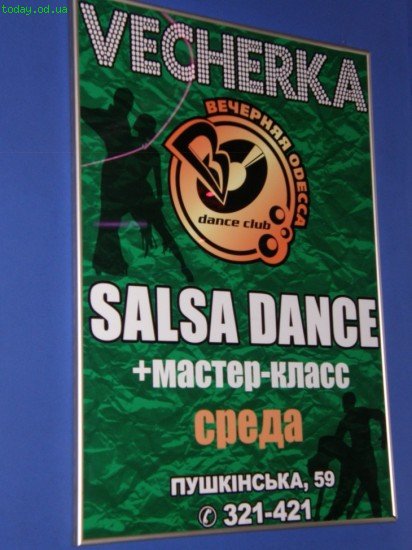 today.od.ua
VECHERKA
ВЕЧЕРНЯЯ ОДЕССА
В
dance club
SALSA DANCE
+мастер-класс
среда
ПУШКІНСЬКА, 59
✆ 321-421